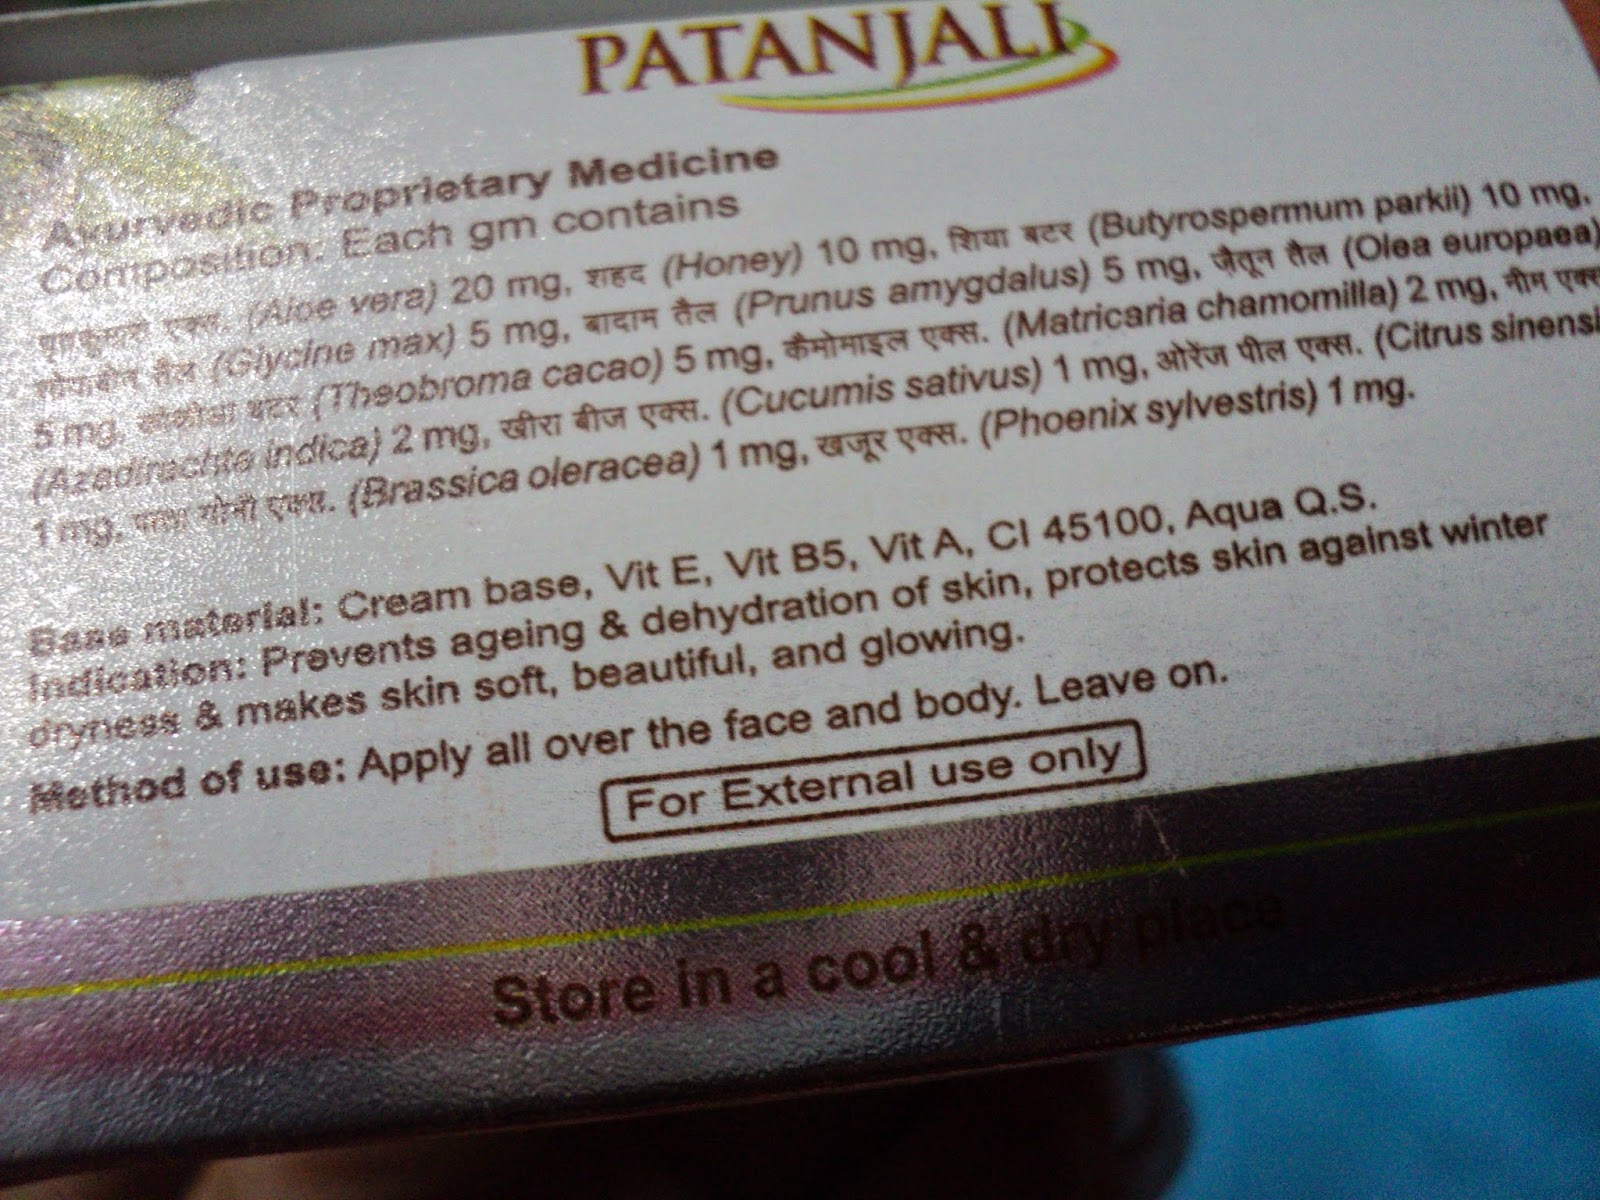 PATANJALI
Ayurvedic Proprietary Medicine
Composition: Each gm contains
एक्स. (Aloe vera) 20 mg, शहद (Honey) 10 mg, शिया बटर (Butyrospermum parkii) 10 mg,
तैल (Glycine max) 5 mg, बादाम तैल (Prunus amygdalus) 5 mg, जैतून तैल (Olea europaea)
5 mg, बटर (Theobroma cacao) 5 mg, कैमोमाइल एक्स. (Matricaria chamomilla) 2 mg, नीम एक्स
(Azadirachta indica) 2 mg, खीरा बीज एक्स. (Cucumis sativus) 1 mg, ओरेंज पील एक्स. (Citrus sinensi
1 mg, गोभी एक्स. (Brassica oleracea) 1 mg, खजूर एक्स. (Phoenix sylvestris) 1 mg.
Base material: Cream base, Vit E, Vit B5, Vit A, CI 45100, Aqua Q.S.
Indication: Prevents ageing & dehydration of skin, protects skin against winter
dryness & makes skin soft, beautiful, and glowing.
Method of use: Apply all over the face and body. Leave on.
For External use only
Store in a cool & dry place